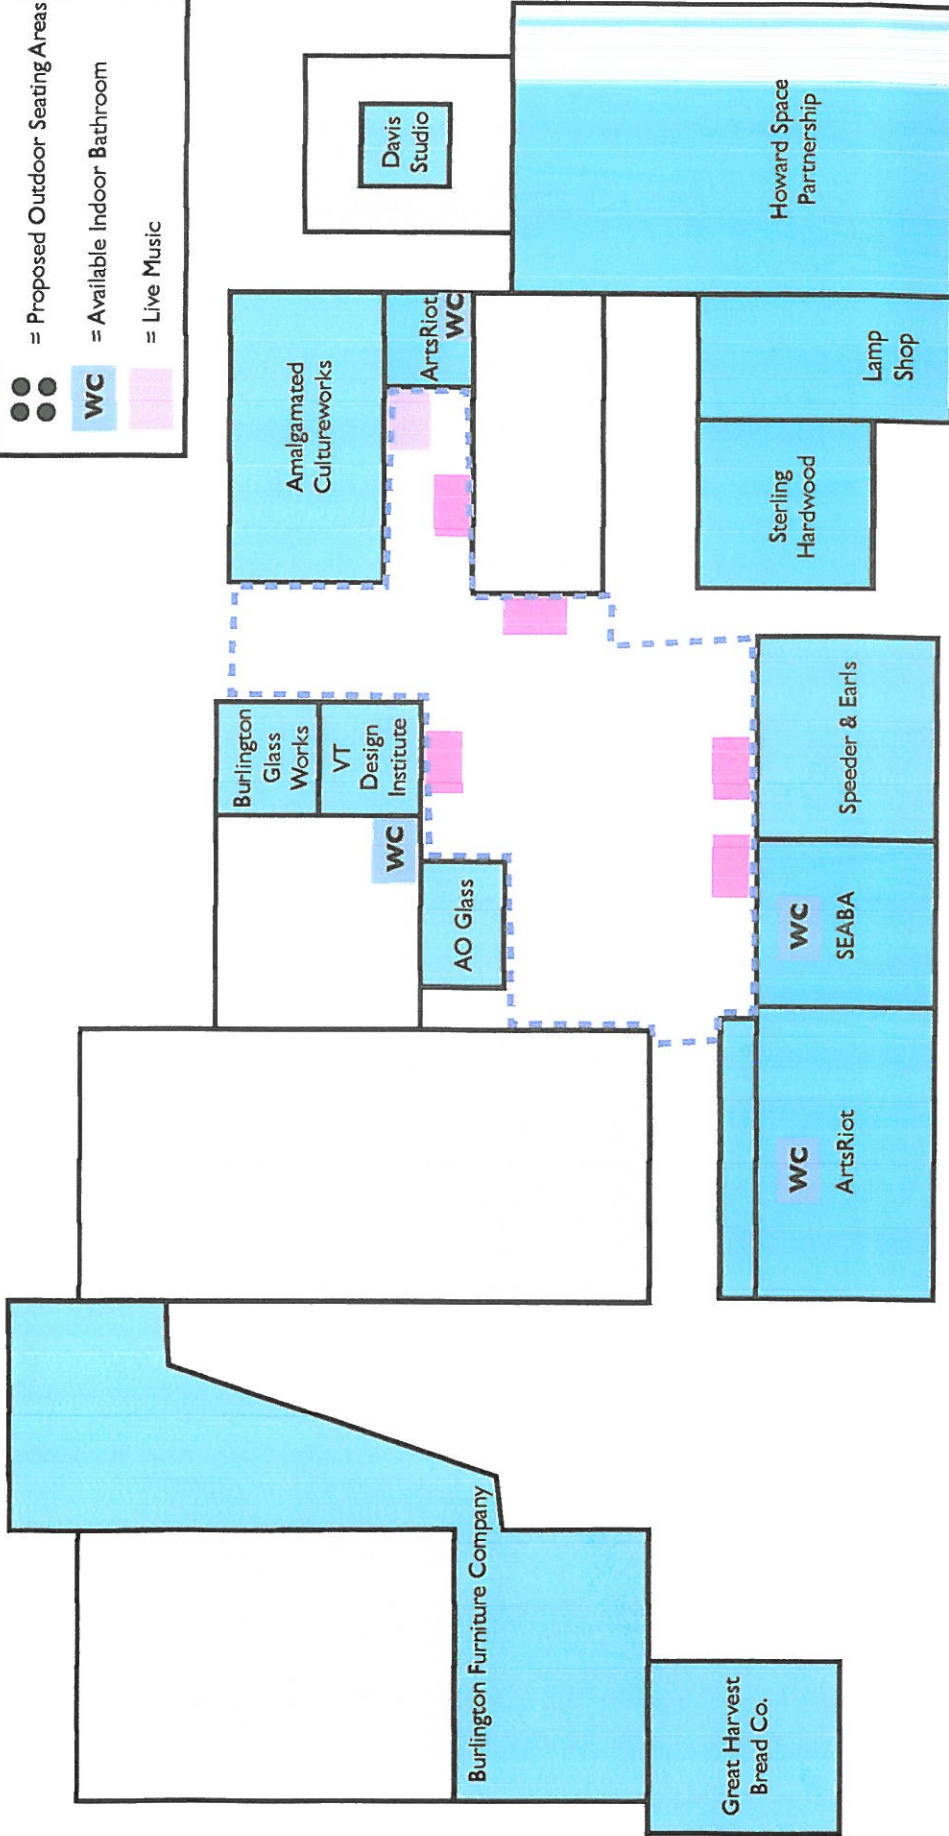 = Proposed Outdoor Seating Areas
WC
= Available Indoor Bathroom
= Live Music
Davis
Studio
Howard Space
Partnership
Amalgamated
Cultureworks
ArtsRiot
WC
Lamp
Shop
Sterling
Hardwood
Burlington
Glass
Works
VT
Design
Institute
WC
AO Glass
Speeder & Earls
WC
SEABA
WC
ArtsRiot
Burlington Furniture Company
Great Harvest
Bread Co.